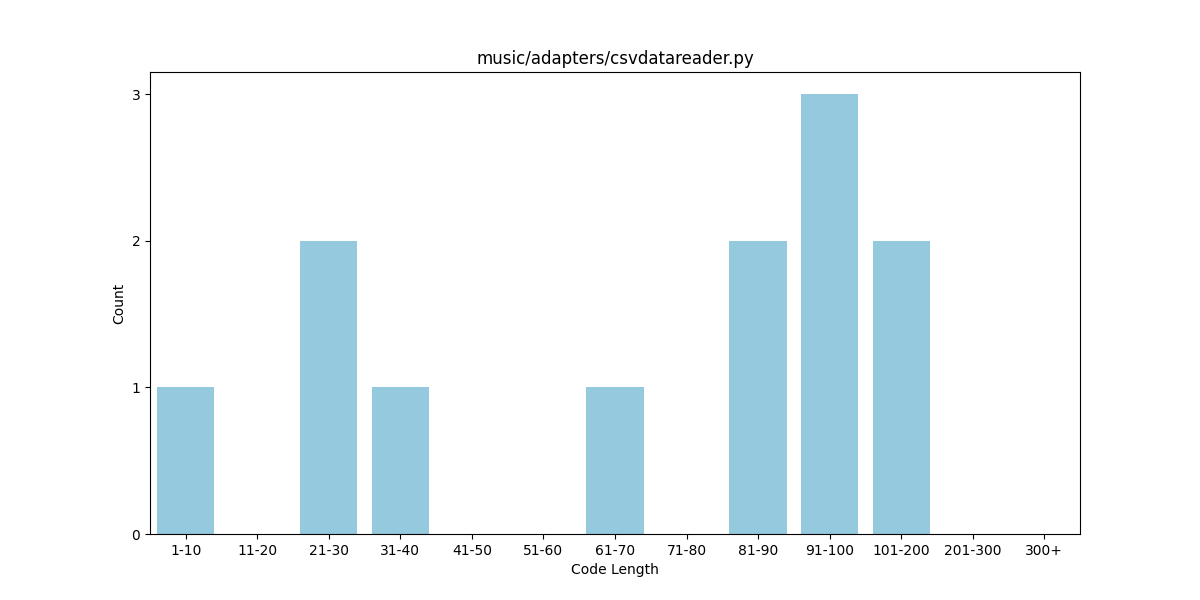 music/adapters/csvdatareader.py
3
2
1
0
Count
1-10 11-20 21-30 31-40 41-50 51-60 61-70 71-80 81-90 91-100 101-200 201-300 300+
Code Length